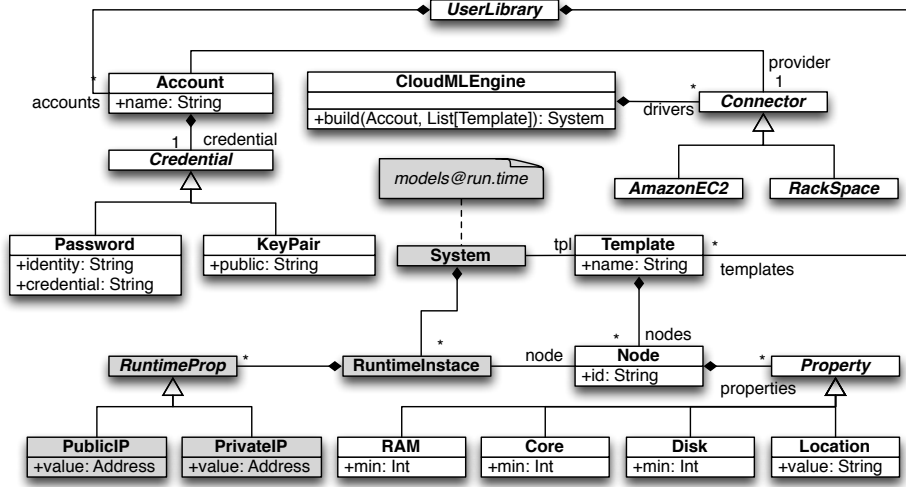 UserLibrary
provider
*
Account
CloudMLEngine
*
1
accounts
+name: String
drivers
Connector
+build(Accout, List[Template]): System
1
credential
Credential
models@run.time
AmazonEC2
RackSpace
Password
KeyPair
System
tpl
Template
*
+identity: String
+public: String
+name: String
templates
+credential: String
*
*
nodes
RuntimeProp
*
RuntimeInstace
node
Node
*
Property
+id: String
properties
PublicIP
PrivateIP
RAM
Core
Disk
Location
+value: Address
+value: Address
+min: Int
+min: Int
+min: Int
+value: String